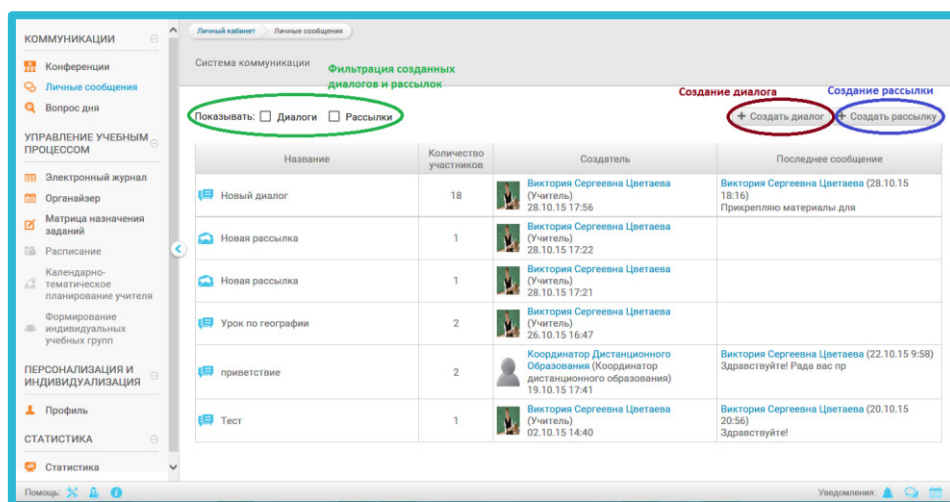 КОММУНИКАЦИИ
Конференции
Личные сообщения
Вопрос дня
УПРАВЛЕНИЕ УЧЕБНЫМ
ПРОЦЕССОМ
Электронный журнал
Органайзер
Матрица назначения
заданий
Расписание
Календарно-
тематическое
планирование учителя
Формирование
индивидуальных
учебных групп
ПЕРСОНАЛИЗАЦИЯ И
ИНДИВИДУАЛИЗАЦИЯ
Профиль
СТАТИСТИКА
Статистика
Личный кабинет Личные сообщения
Система коммуникации
Фильтрация созданных
диалогов и рассылок
Создание диалога
Создание рассылки
Показывать: Диалоги Рассылки
+ Создать диалог
+ Создать рассылку
Название Количество участников Создатель Последнее сообщение
Новый диалог 18 Виктория Сергеевна Цветаева Виктория Сергеевна Цветаева (28.10.15
(Учитель) 18:16)
28.10.15 17:56 Прикрепляю материалы для
Новая рассылка 1 Виктория Сергеевна Цветаева
(Учитель)
28.10.15 17:22
Новая рассылка 1 Виктория Сергеевна Цветаева
(Учитель)
28.10.15 17:21
Урок по географии 2 Виктория Сергеевна Цветаева
(Учитель)
26.10.15 16:47
приветствие 2 Координатор Дистанционного Виктория Сергеевна Цветаева (22.10.15 9:58)
Образования (Координатор Здравствуйте! Рада вас пр
дистанционного образования)
19.10.15 17:41
Тест 1 Виктория Сергеевна Цветаева Виктория Сергеевна Цветаева (20.10.15
(Учитель) 20:56)
02.10.15 14:40 Здравствуйте!
Помощь:
Уведомления: